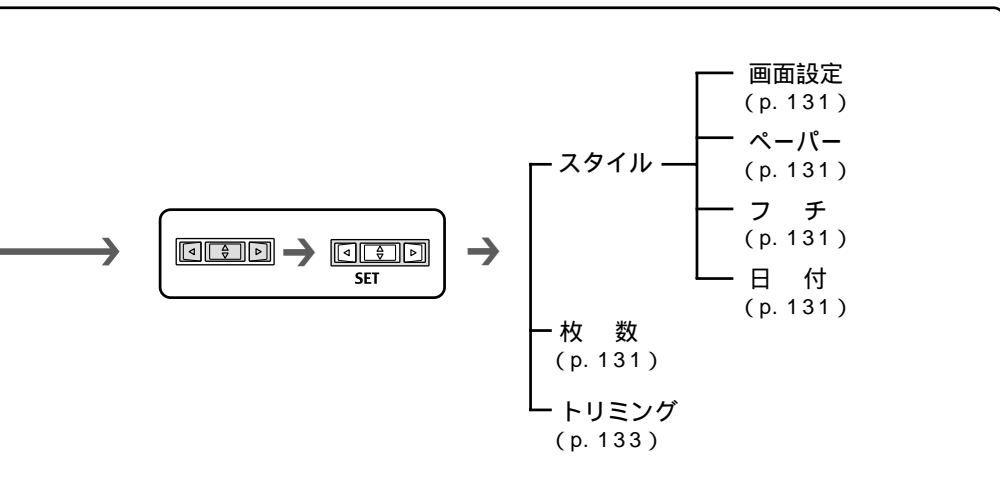 画面設定
(p. 131)
ペーパー
(p. 131)
スタイル
フ チ
(p. 131)
SET
日 付
(p. 131)
枚 数
(p. 131)
トリミング
(p. 133)